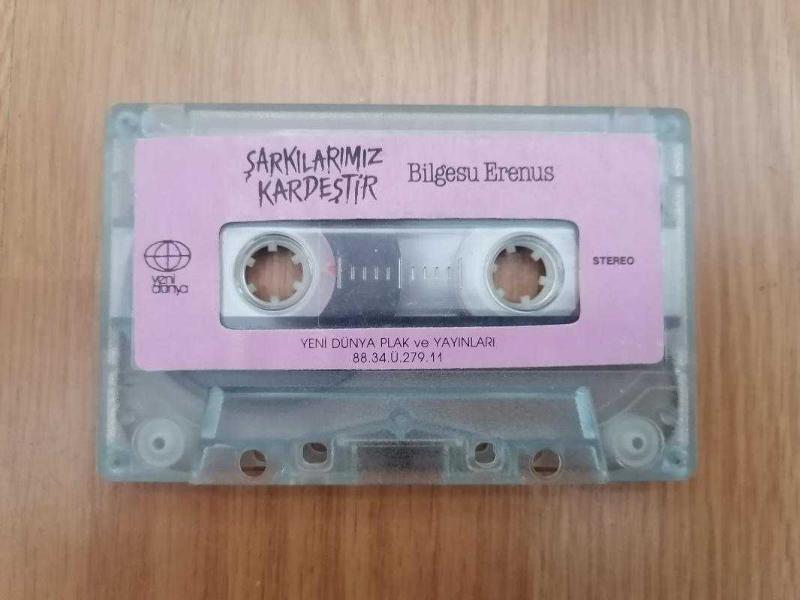 ŞARKILARIMIZ
KARDEŞTİR
Bilgesu Erenus
yeni
dünya
STEREO
YENİ DÜNYA PLAK ve YAYINLARI
88.34.Ü.279.11